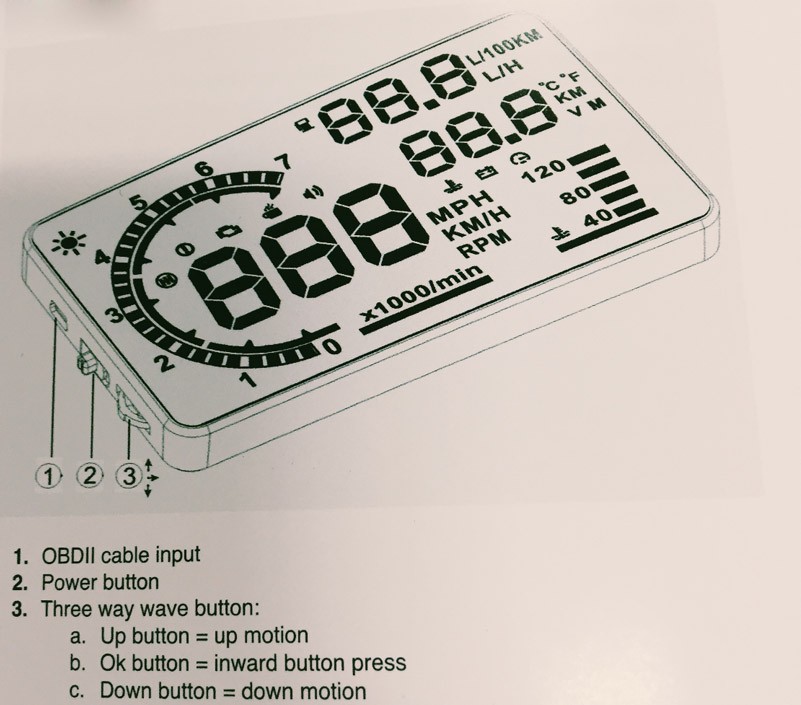 88.8 L/100KM
L/H
88.8 °C °F
KM
V M
7
6
5
4
3
2
1
0
888 MPH
KM/H
RPM
x1000/min
120
80
40
1 2 3
1. OBDII cable input
2. Power button
3. Three way wave button:
a. Up button = up motion
b. Ok button = inward button press
c. Down button = down motion